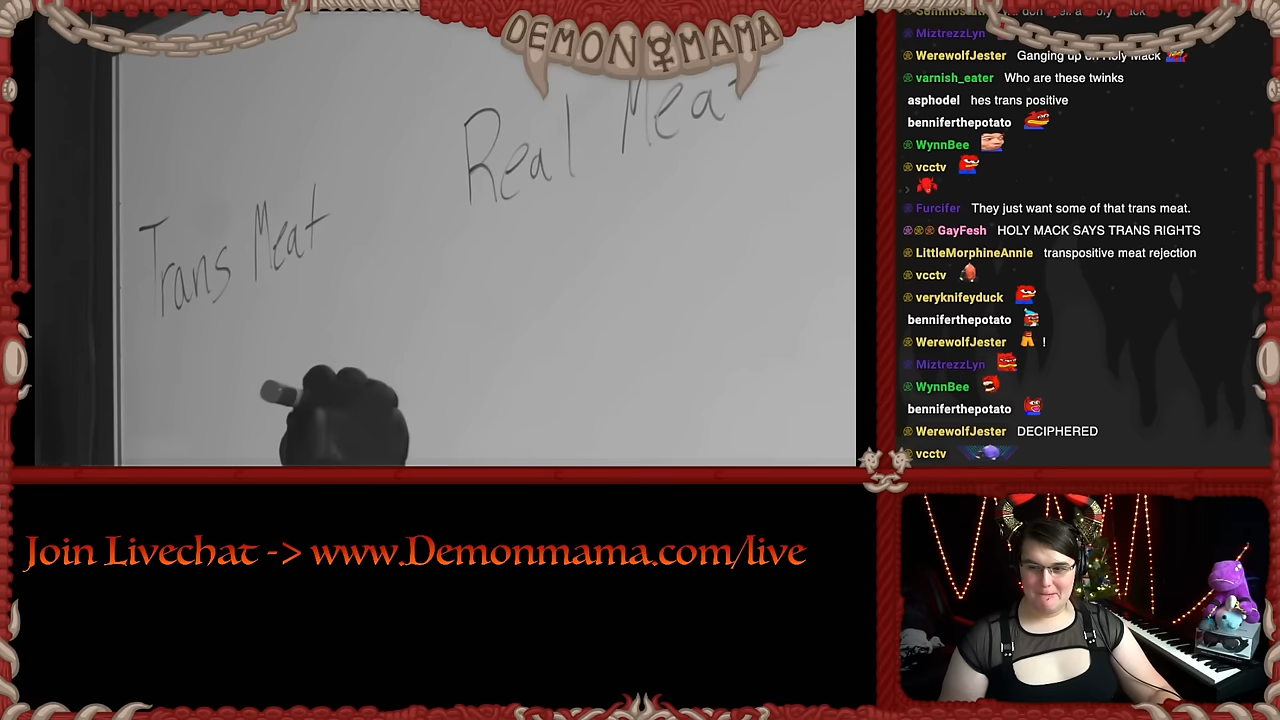 DEMON MAMA
Real Mea
Trans Meat
MiztrezzLyn
WerewolfJester Ganging up on Holy Mack
varnish_eater Who are these twinks
asphodel hes trans positive
benniferthepotato
WynnBee
vcctv
Furcifer They just want some of that trans meat.
GayFesh HOLY MACK SAYS TRANS RIGHTS
LittleMorphineAnnie transpositive meat rejection
vcctv
veryknifeyduck
benniferthepotato
WerewolfJester !
MiztrezzLyn
WynnBee
benniferthepotato
WerewolfJester DECIPHERED
vcctv
Join Livechat -> www.Demonmama.com/live